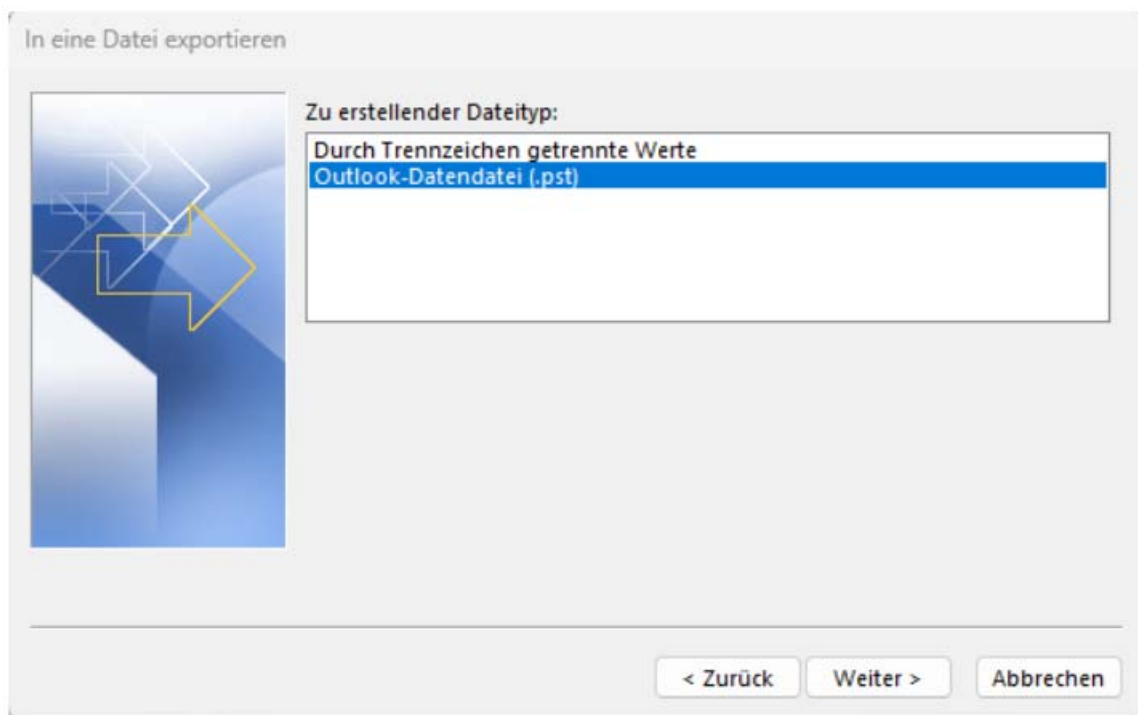 In eine Datei exportieren
Zu erstellender Dateityp:
Durch Trennzeichen getrennte Werte
Outlook-Datendatei (.pst)
< Zurück
Weiter >
Abbrechen